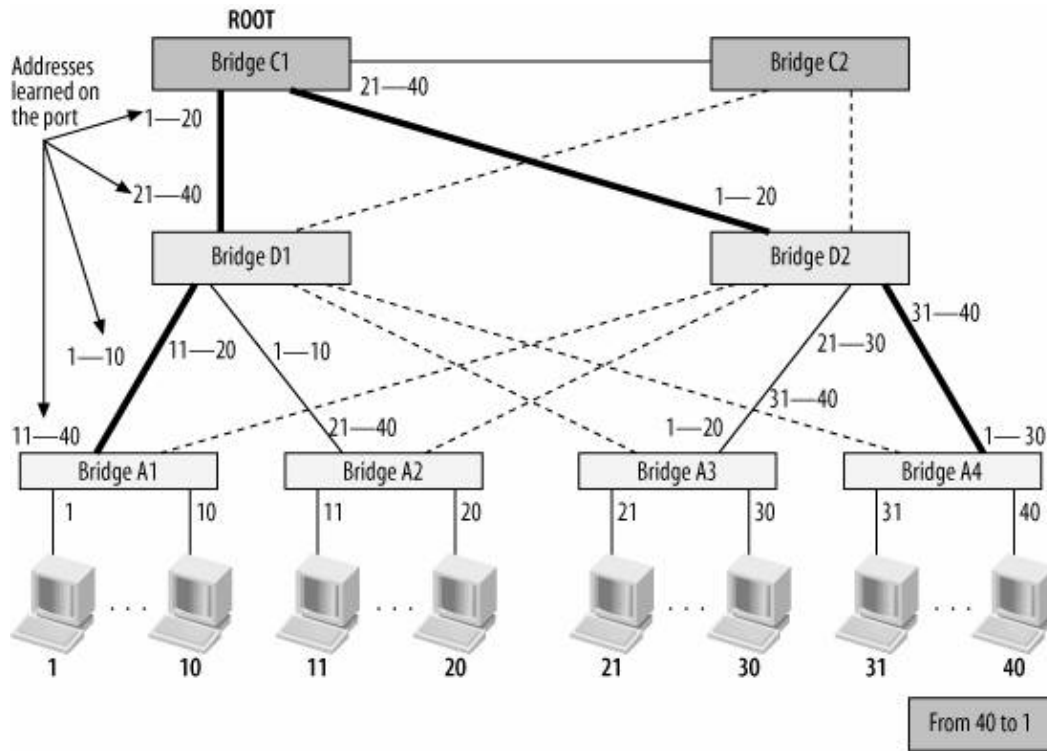 ROOT
Bridge C1
Bridge C2
Addresses
learned on
the port
21—40
1—20
21—40
1— 20
Bridge D1
Bridge D2
31—40
1—10
11—20
1—10
21—30
31—40
11—40
21—40
1—20
1— 30
Bridge A1
Bridge A2
Bridge A3
Bridge A4
1
10
11
20
21
30
31
40
. . .
. . .
. . .
. . .
1
10
11
20
21
30
31
40
From 40 to 1